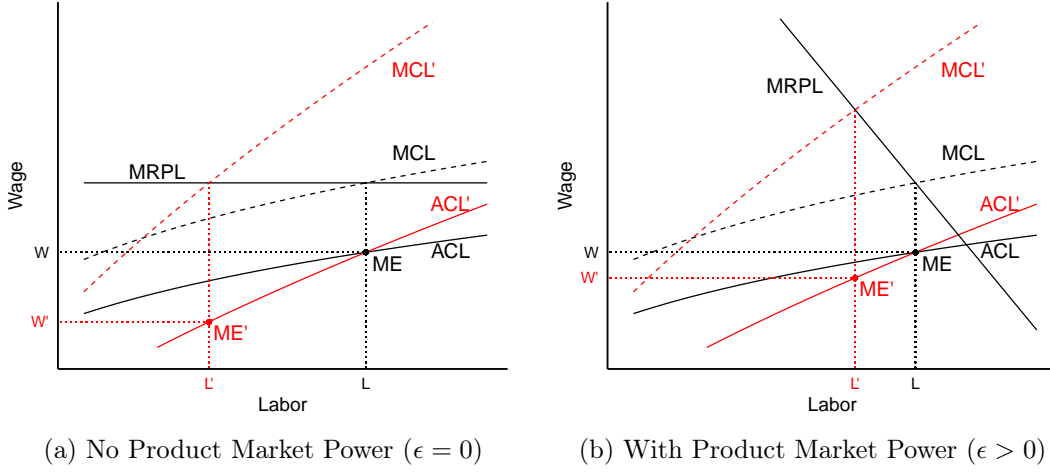 MCL'
MCL
MRPL
ACL'
ACL
ME
ME'
W
W'
L'
L
Wage
Labor
(a) No Product Market Power (ϵ = 0)
MCL'
MRPL
MCL
ACL'
ACL
ME
ME'
W
W'
L'
L
Wage
Labor
(b) With Product Market Power (ϵ > 0)